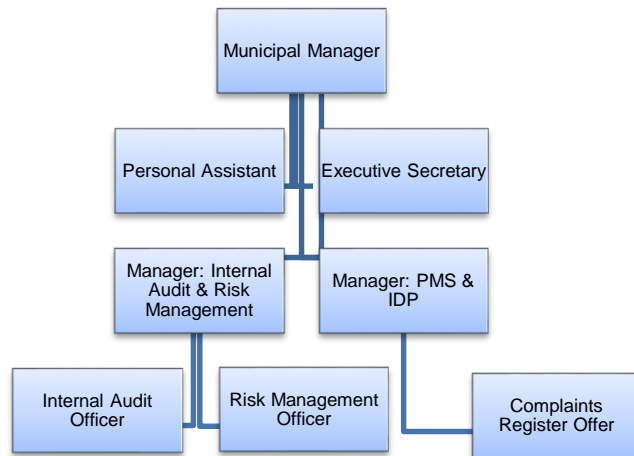 Municipal Manager
Personal Assistant
Executive Secretary
Manager: Internal
Audit & Risk
Management
Manager: PMS &
IDP
Internal Audit
Officer
Risk Management
Officer
Complaints
Register Offer